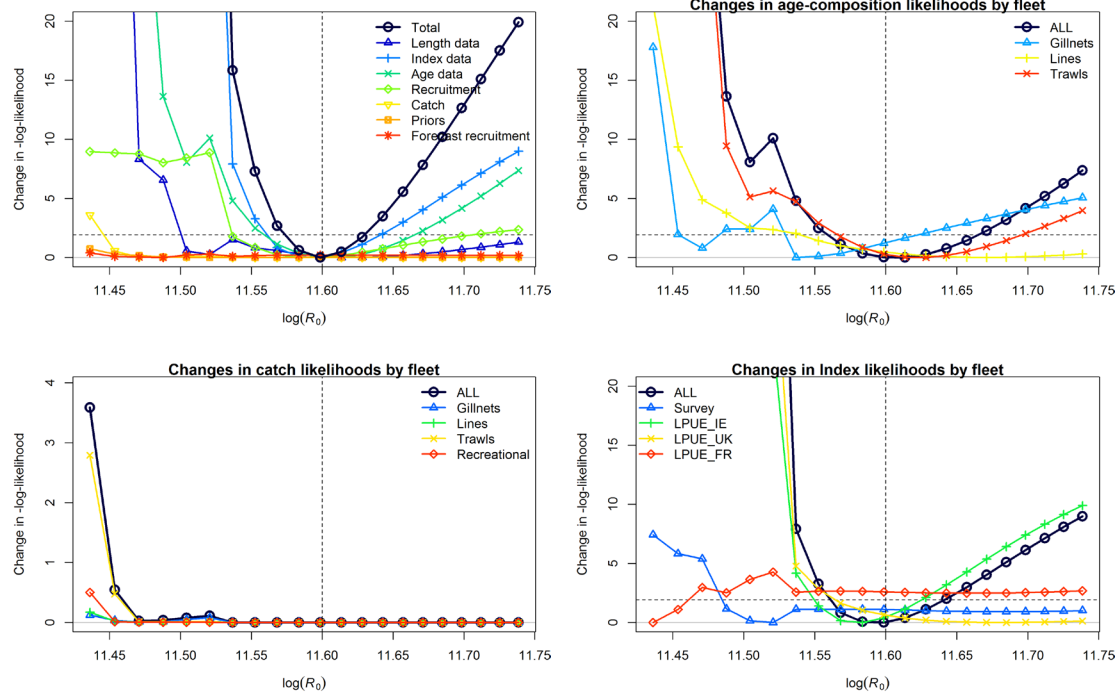 Total
Length data
Index data
Age data
Recruitment
Catch
Priors
Forecast recruitment
Change in -log-likelihood
20
15
10
5
0
11.45 11.50 11.55 11.60 11.65 11.70 11.75
log(R0)
Changes in age-composition likelihoods by fleet
ALL
Gillnets
Lines
Trawls
Change in -log-likelihood
20
15
10
5
0
11.45 11.50 11.55 11.60 11.65 11.70 11.75
log(R0)
Changes in catch likelihoods by fleet
ALL
Gillnets
Lines
Trawls
Recreational
Change in -log-likelihood
4
3
2
1
0
11.45 11.50 11.55 11.60 11.65 11.70 11.75
log(R0)
Changes in Index likelihoods by fleet
ALL
Survey
LPUE_IE
LPUE_UK
LPUE_FR
Change in -log-likelihood
20
15
10
5
0
11.45 11.50 11.55 11.60 11.65 11.70 11.75
log(R0)